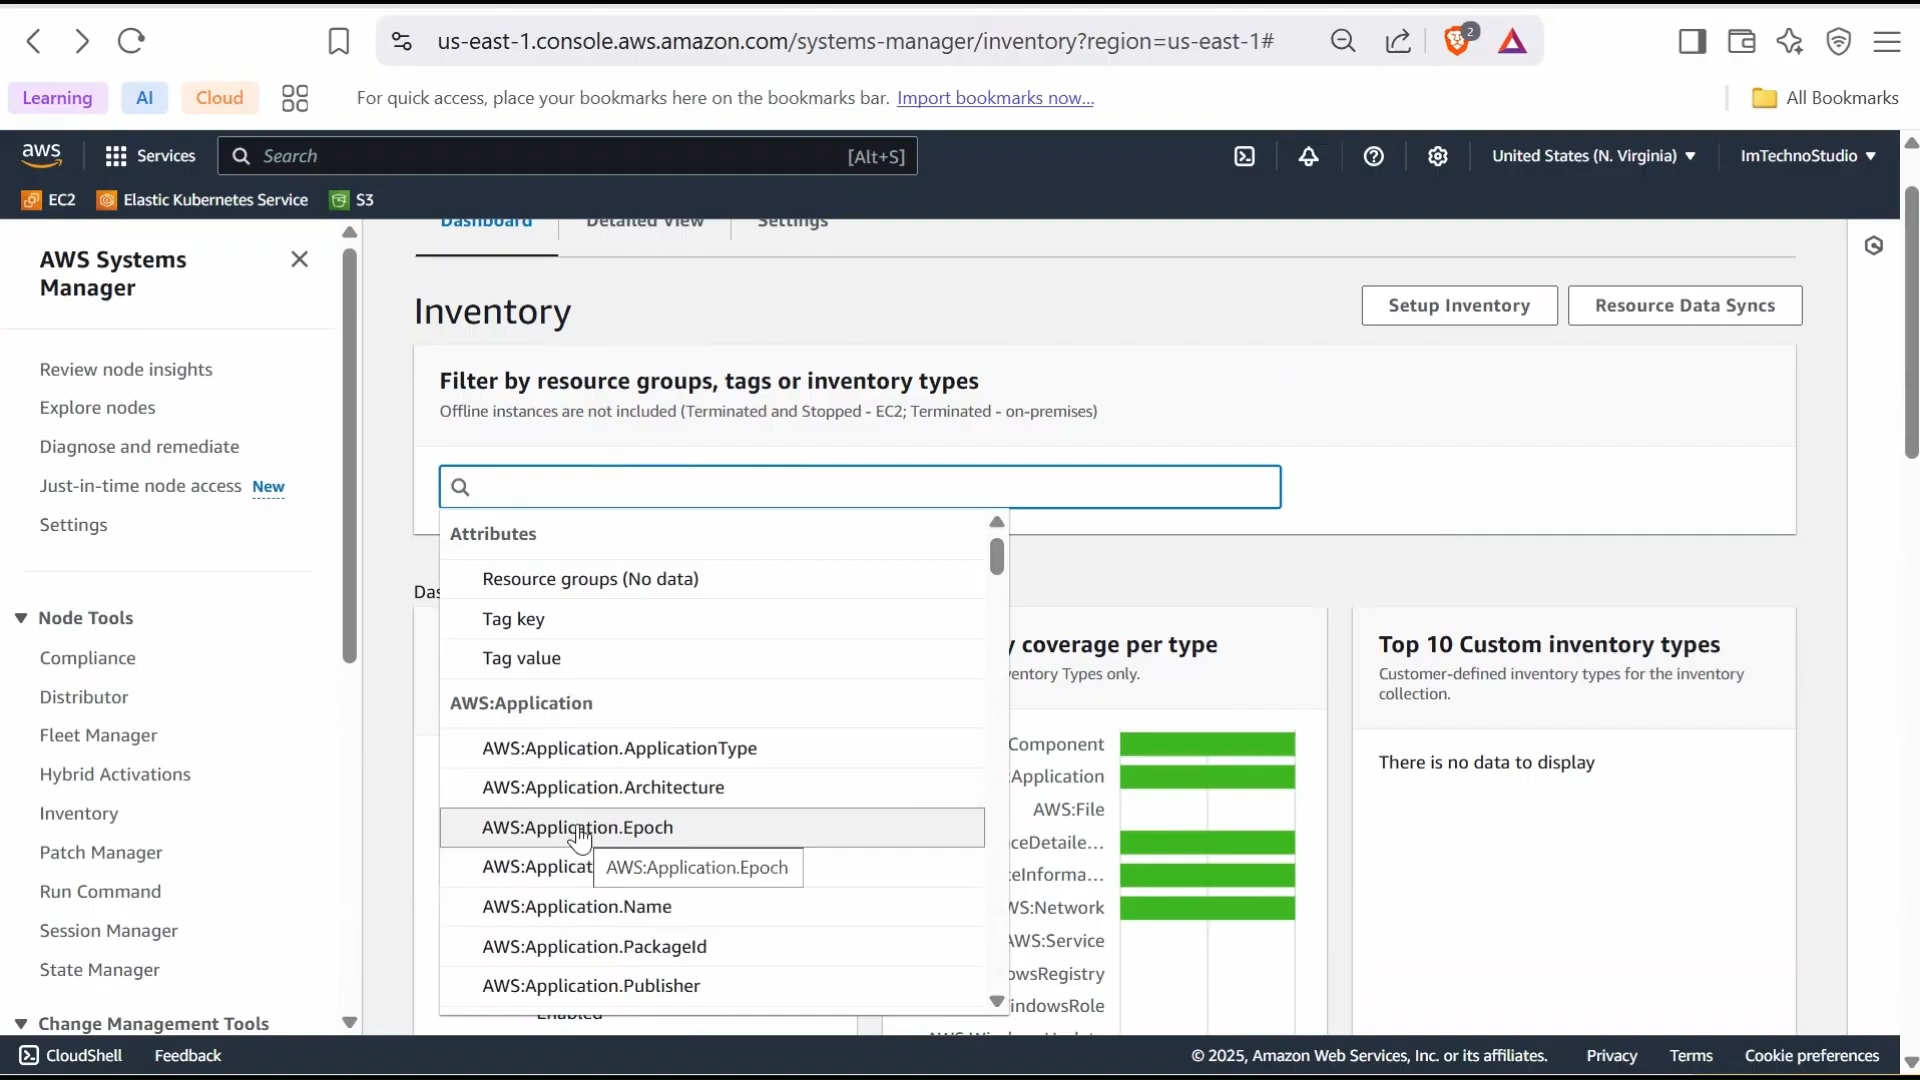 us-east-1.console.aws.amazon.com/systems-manager/inventory?region=us-east-1#
2
Learning
AI
Cloud
For quick access, place your bookmarks here on the bookmarks bar. Import bookmarks now...
All Bookmarks
aws
Services
Search
[Alt+S]
United States (N. Virginia)
ImTechnoStudio
EC2
Elastic Kubernetes Service
S3
AWS Systems
Manager
Review node insights
Explore nodes
Diagnose and remediate
Just-in-time node access New
Settings
Node Tools
Compliance
Distributor
Fleet Manager
Hybrid Activations
Inventory
Patch Manager
Run Command
Session Manager
State Manager
Change Management Tools
Dashboard
Detailed View
Settings
Inventory
Setup Inventory
Resource Data Syncs
Filter by resource groups, tags or inventory types
Offline instances are not included (Terminated and Stopped - EC2; Terminated - on-premises)
Attributes
Resource groups (No data)
Tag key
Tag value
AWS:Application
AWS:Application.ApplicationType
AWS:Application.Architecture
AWS:Application.Epoch
AWS:Applicat
AWS:Application.Epoch
AWS:Application.Name
AWS:Application.PackageId
AWS:Application.Publisher
Das
Enabled
y coverage per type
entory Types only.
Component
:Application
AWS:File
ceDetaile...
ceInforma...
WS:Network
AWS:Service
owsRegistry
indowsRole
Top 10 Custom inventory types
Customer-defined inventory types for the inventory
collection.
There is no data to display
CloudShell
Feedback
© 2025, Amazon Web Services, Inc. or its affiliates.
Privacy
Terms
Cookie preferences